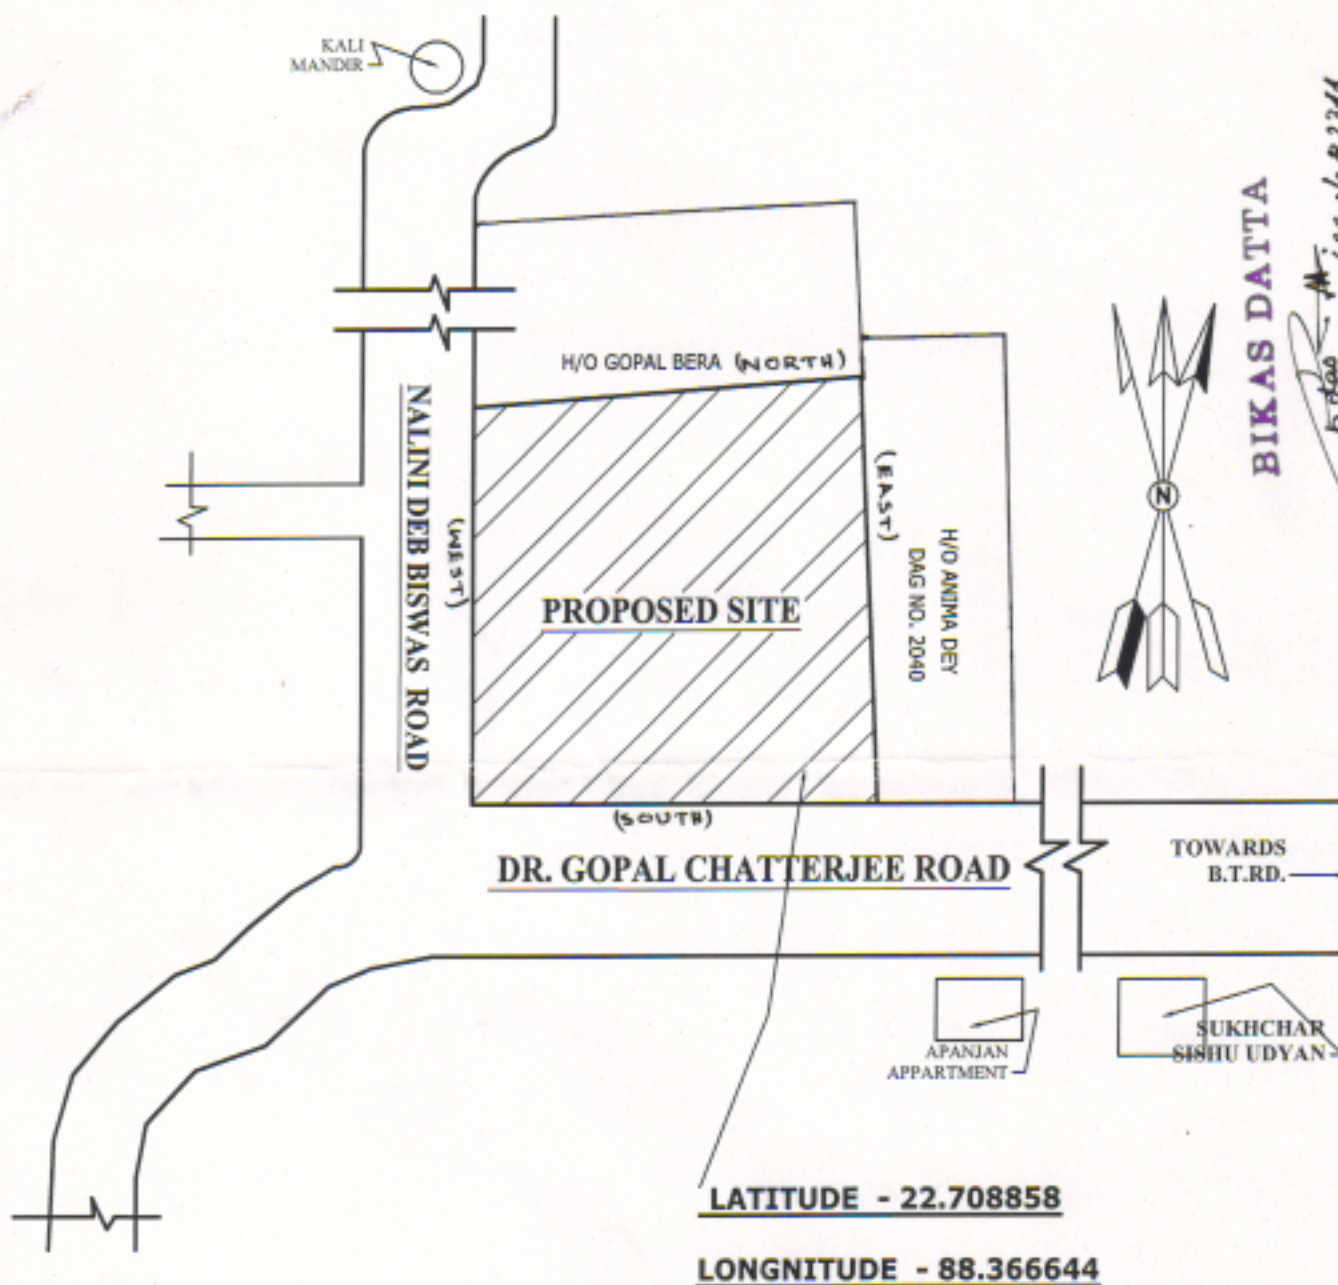 KALI
MANDIR
BIKAS DATTA
H/O GOPAL BERA (NORTH)
NALINI DEB BISWAS ROAD
(WEST)
(EAST)
H/O ANIMA DEY
DAG NO. 2040
N
PROPOSED SITE
(SOUTH)
DR. GOPAL CHATTERJEE ROAD
TOWARDS
B.T.RD.
APANJAN
APPARTMENT
SUKHCHAR
SISHU UDYAN
LATITUDE - 22.708858
LONGNITUDE - 88.366644